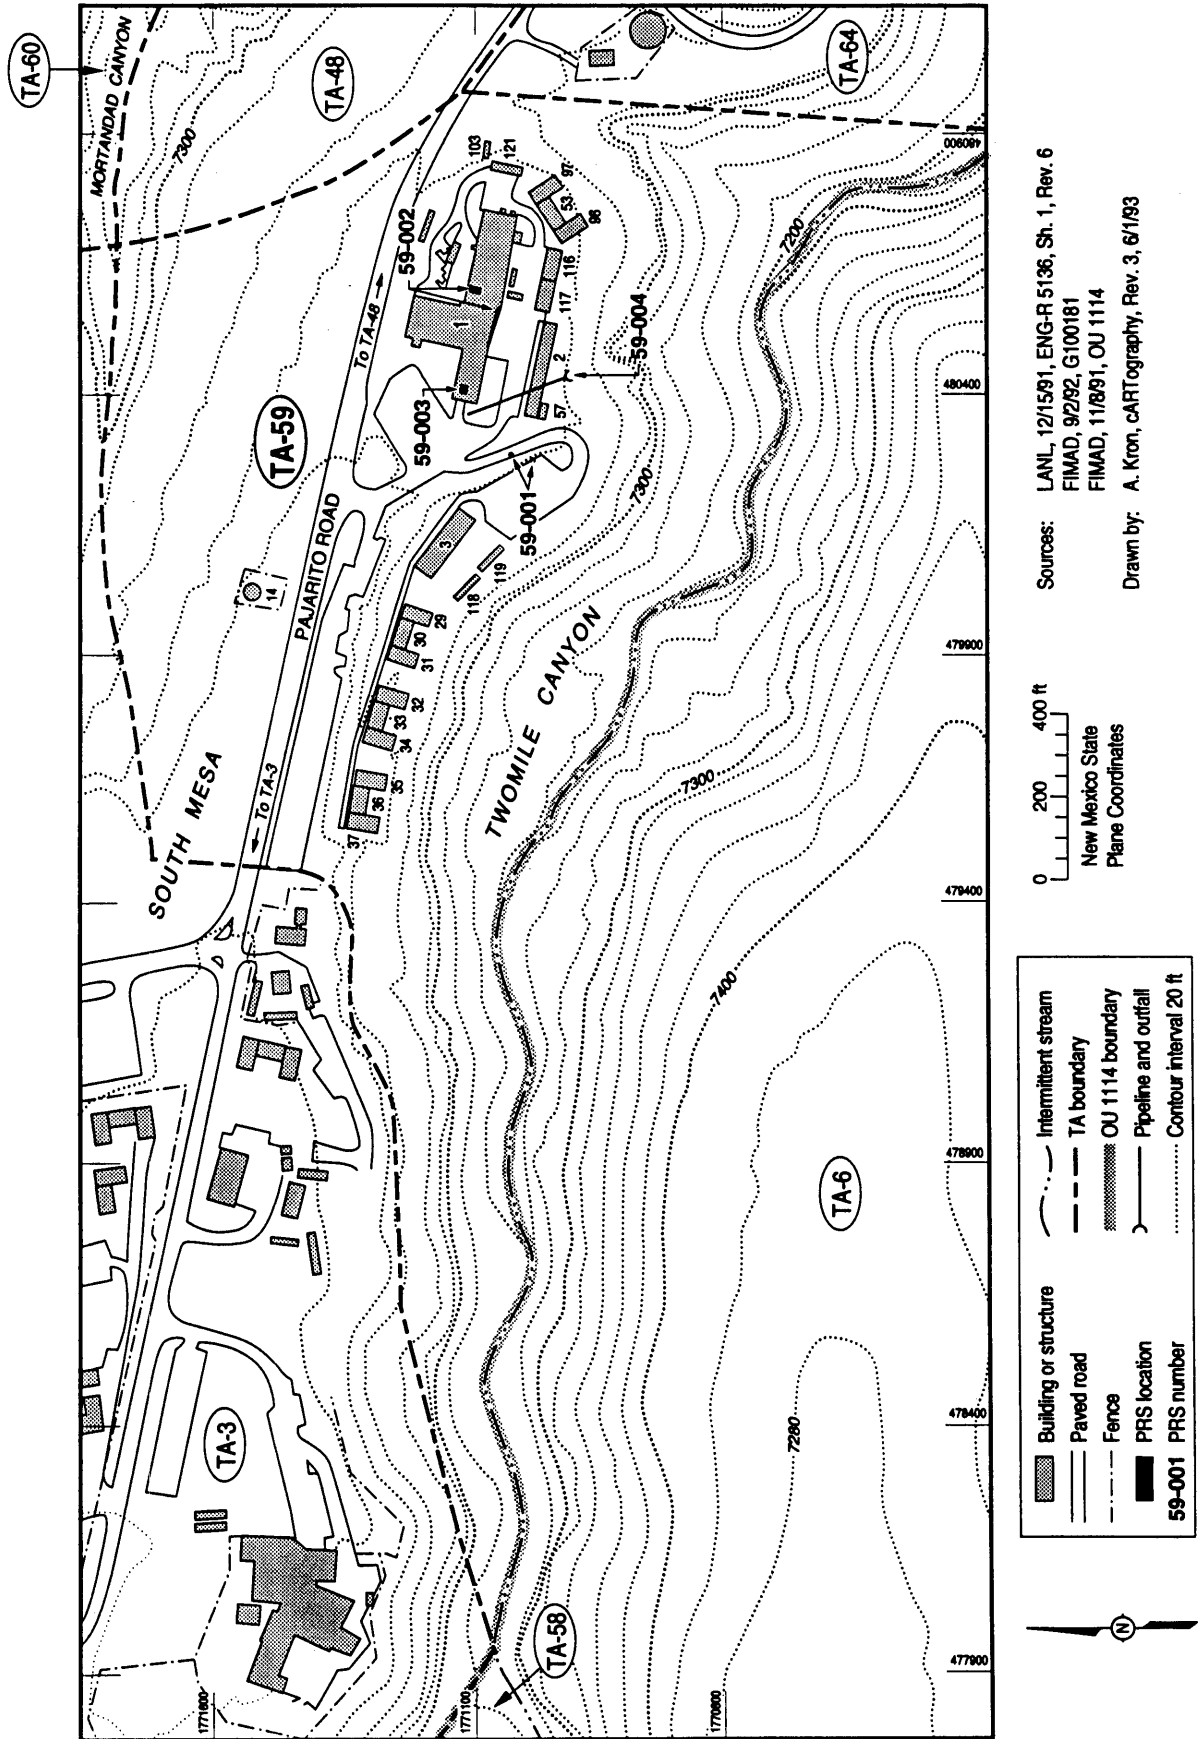 TA-60
MORTANDAD CANYON
7300
TA-48
TA-64
SOUTH MESA
TA-59
PAJARITO ROAD
To TA-48
To TA-3
14
59-002
59-003
59-004
59-001
103
121
97
53
98
116
117
1
2
57
3
119
118
29
30
31
32
33
34
35
36
37
7200
7300
TWOMILE CANYON
7300
7400
TA-3
TA-6
7280
TA-58
1771600
1771100
1770600
477900
478400
478900
479400
479900
480400
480900
Building or structure
Paved road
Fence
PRS location
59-001 PRS number
Intermittent stream
TA boundary
OU 1114 boundary
Pipeline and outfall
Contour interval 20 ft
0 200 400 ft
New Mexico State
Plane Coordinates
Sources: LANL, 12/15/91, ENG-R 5136, Sh. 1, Rev. 6
FIMAD, 9/2/92, G100181
FIMAD, 11/8/91, OU 1114
Drawn by: A. Kron, cARTography, Rev. 3, 6/1/93
N